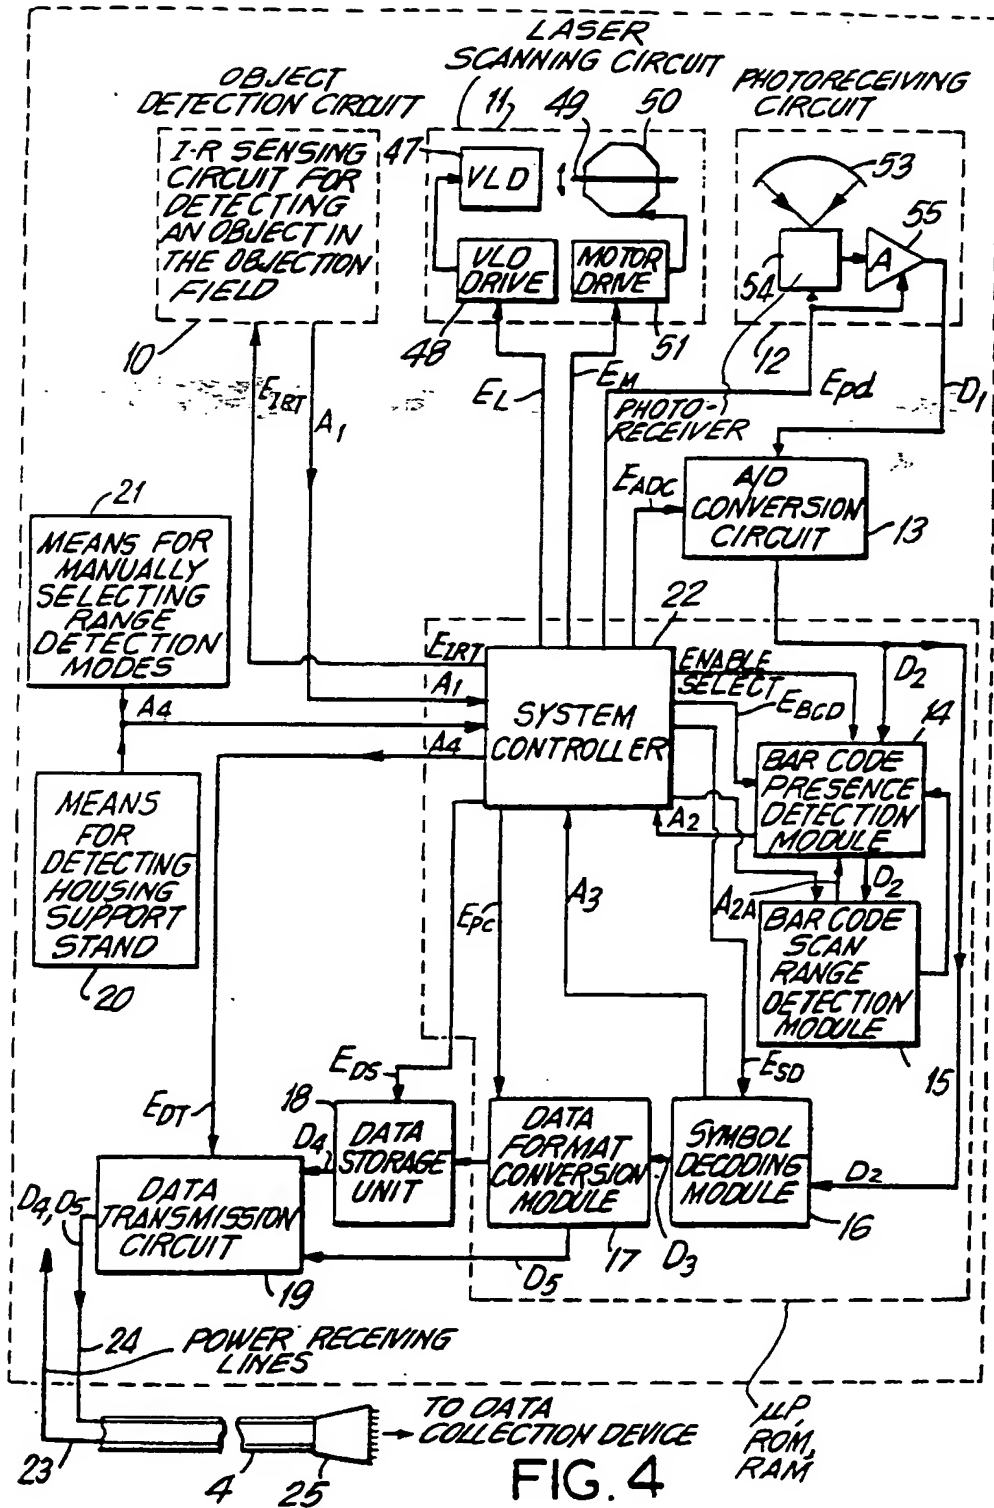 LASER
SCANNING CIRCUIT
OBJECT
DETECTION CIRCUIT
PHOTORECEIVING
CIRCUIT
11
49
50
I-R SENSING
CIRCUIT FOR
DETECTING
AN OBJECT IN
THE OBJECTION
FIELD
47
VLD
53
55
A
54
VLD
DRIVE
MOTOR
DRIVE
10
48
51
12
E_IRT
A1
E_L
E_M
PHOTO-
RECEIVER
E_pd
D1
E_ADC
A/D
CONVERSION
CIRCUIT
13
21
MEANS FOR
MANUALLY
SELECTING
RANGE
DETECTION
MODES
22
E_IRT
A1
A4
A4
SYSTEM
CONTROLLER
ENABLE
SELECT
E_BCD
D2
14
BAR CODE
PRESENCE
DETECTION
MODULE
A2
MEANS
FOR
DETECTING
HOUSING
SUPPORT
STAND
20
E_PC
A3
A2A
D2
BAR CODE
SCAN
RANGE
DETECTION
MODULE
15
E_DT
E_DS
E_SD
18
DATA
STORAGE
UNIT
D4
DATA
FORMAT
CONVERSION
MODULE
17
SYMBOL
DECODING
MODULE
16
D2
D3
D4, D5
DATA
TRANSMISSION
CIRCUIT
19
D5
24
POWER RECEIVING
LINES
23
4
25
TO DATA
COLLECTION DEVICE
μP,
ROM,
RAM
FIG. 4